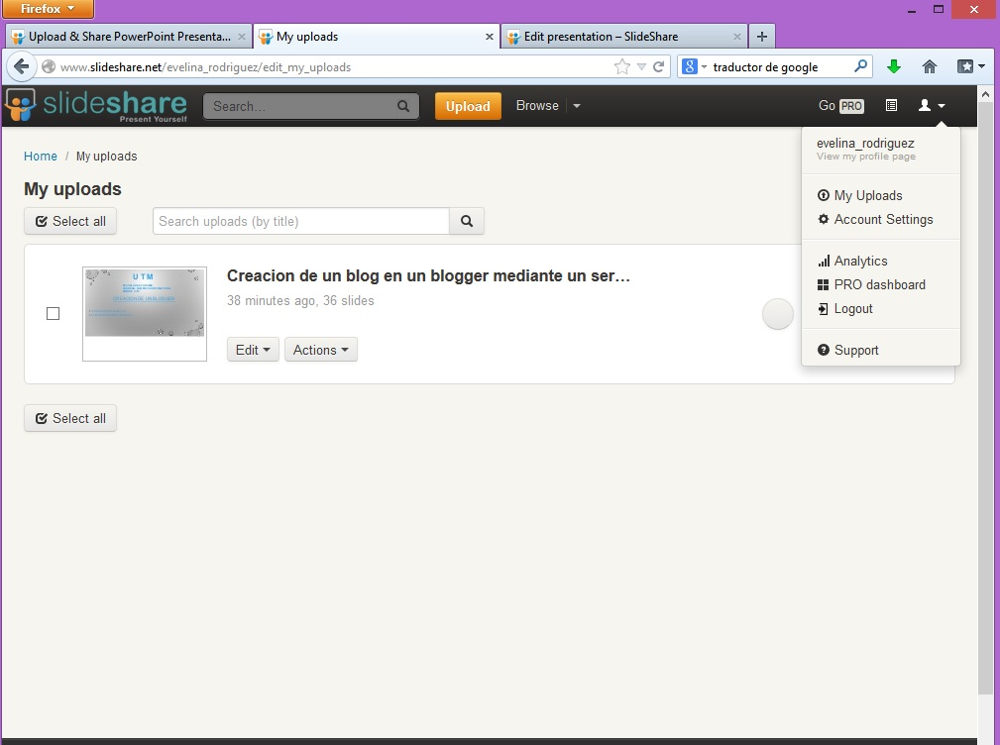 Firefox
Upload & Share PowerPoint Presenta...
My uploads
Edit presentation – SlideShare
www.slideshare.net/evelina_rodriguez/edit_my_uploads
traductor de google
slideshare
Present Yourself
Search...
Upload
Browse
Go PRO
evelina_rodriguez
View my profile page
My Uploads
Account Settings
Analytics
PRO dashboard
Logout
Support
Home / My uploads
My uploads
Select all
Search uploads (by title)
UTM
Creacion de un blog en un blogger mediante un ser...
38 minutes ago, 36 slides
Edit
Actions
Select all